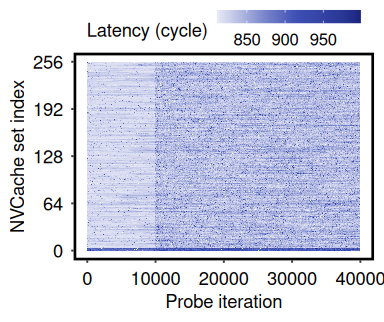 Latency (cycle)
850 900 950
NVCache set index
256
192
128
64
0
0 10000 20000 30000 40000
Probe iteration